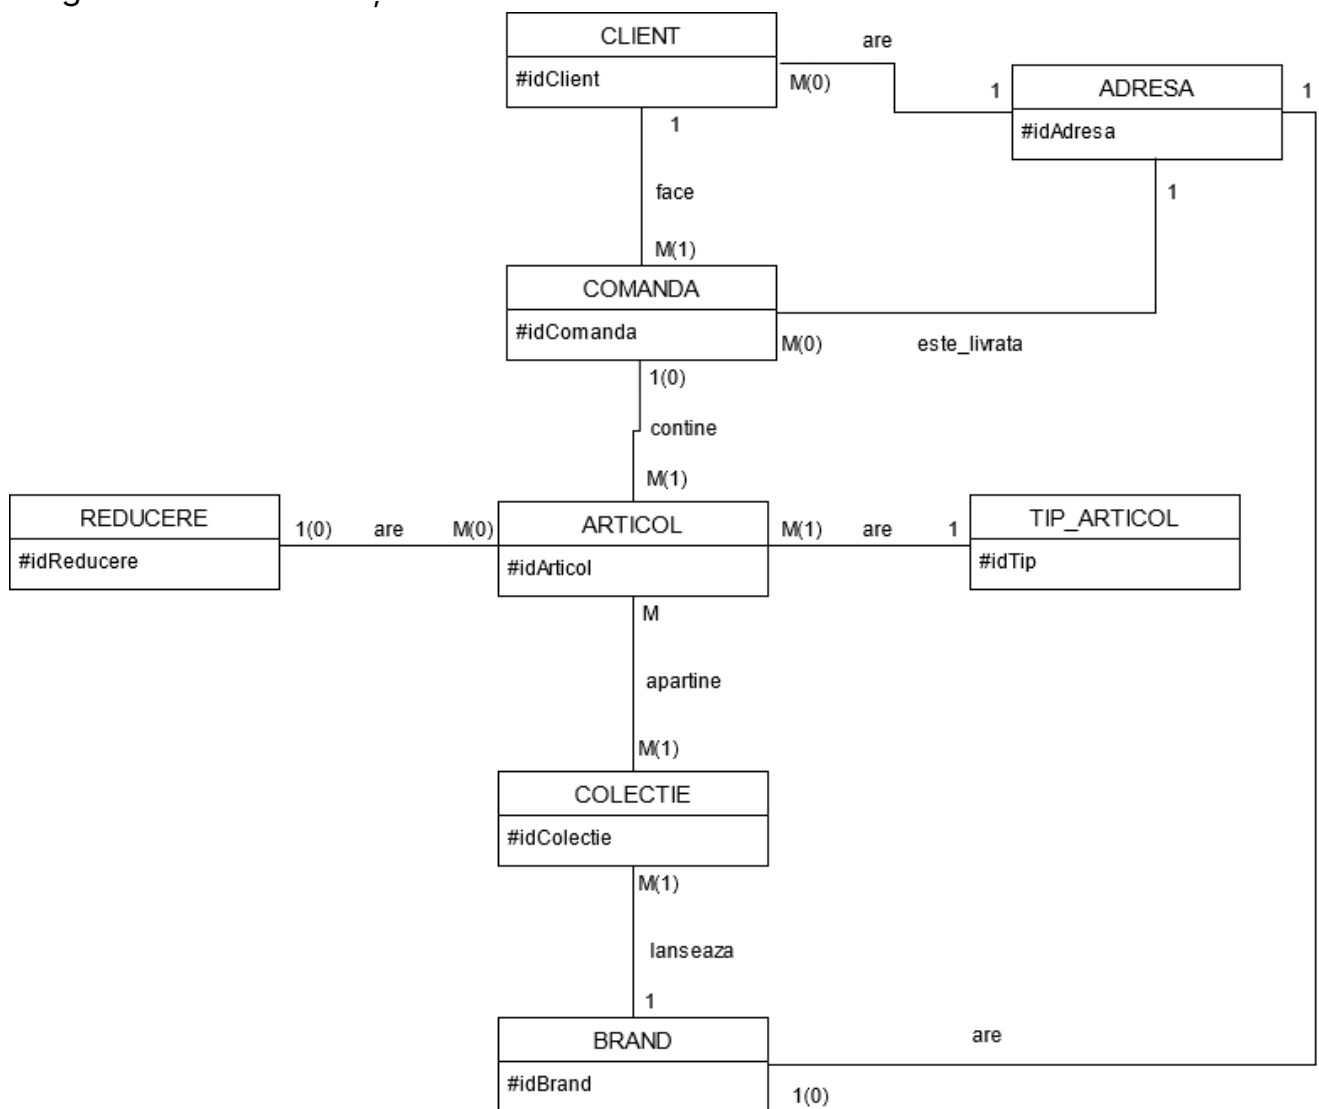 CLIENT
are
#idClient
M(0)
1
ADRESA
1
#idAdresa
1
1
face
M(1)
COMANDA
#idComanda
M(0)
este_livrata
1(0)
contine
M(1)
REDUCERE
1(0)
are
M(0)
ARTICOL
M(1)
are
1
TIP_ARTICOL
#idReducere
#idArticol
#idTip
M
apartine
M(1)
COLECTIE
#idColectie
M(1)
lanseaza
1
BRAND
are
#idBrand
1(0)